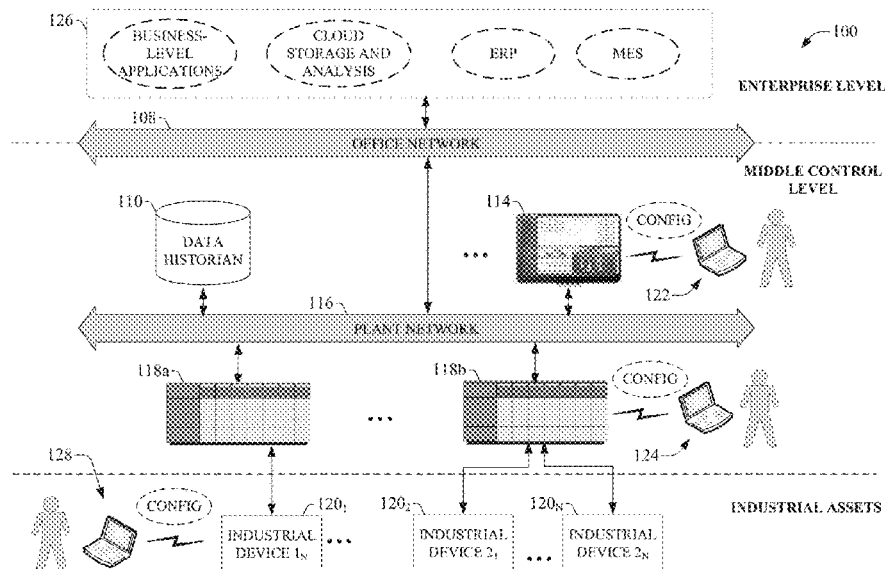 126
BUSINESS-
LEVEL
APPLICATIONS
CLOUD
STORAGE AND
ANALYSIS
ERP
MES
100
ENTERPRISE LEVEL
108
OFFICE NETWORK
MIDDLE CONTROL
LEVEL
110
DATA
HISTORIAN
...
114
CONFIG
122
116
PLANT NETWORK
118a
...
118b
CONFIG
124
128
CONFIG
120₁
INDUSTRIAL
DEVICE 1N
...
120₂
INDUSTRIAL
DEVICE 2₁
...
120N
INDUSTRIAL
DEVICE 2N
INDUSTRIAL ASSETS